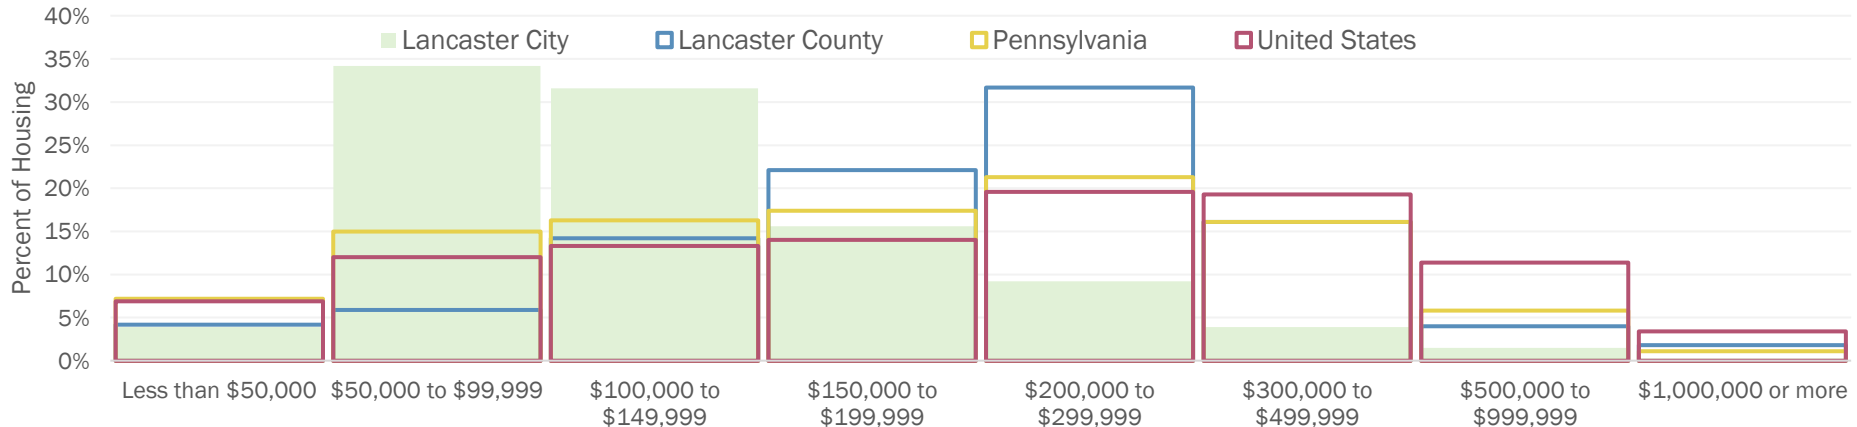 40%
Lancaster City
Lancaster County
Pennsylvania
United States
35%
30%
25%
20%
15%
10%
5%
0%
Percent of Housing
Less than $50,000
$50,000 to $99,999
$100,000 to
$149,999
$150,000 to
$199,999
$200,000 to
$299,999
$300,000 to
$499,999
$500,000 to
$999,999
$1,000,000 or more